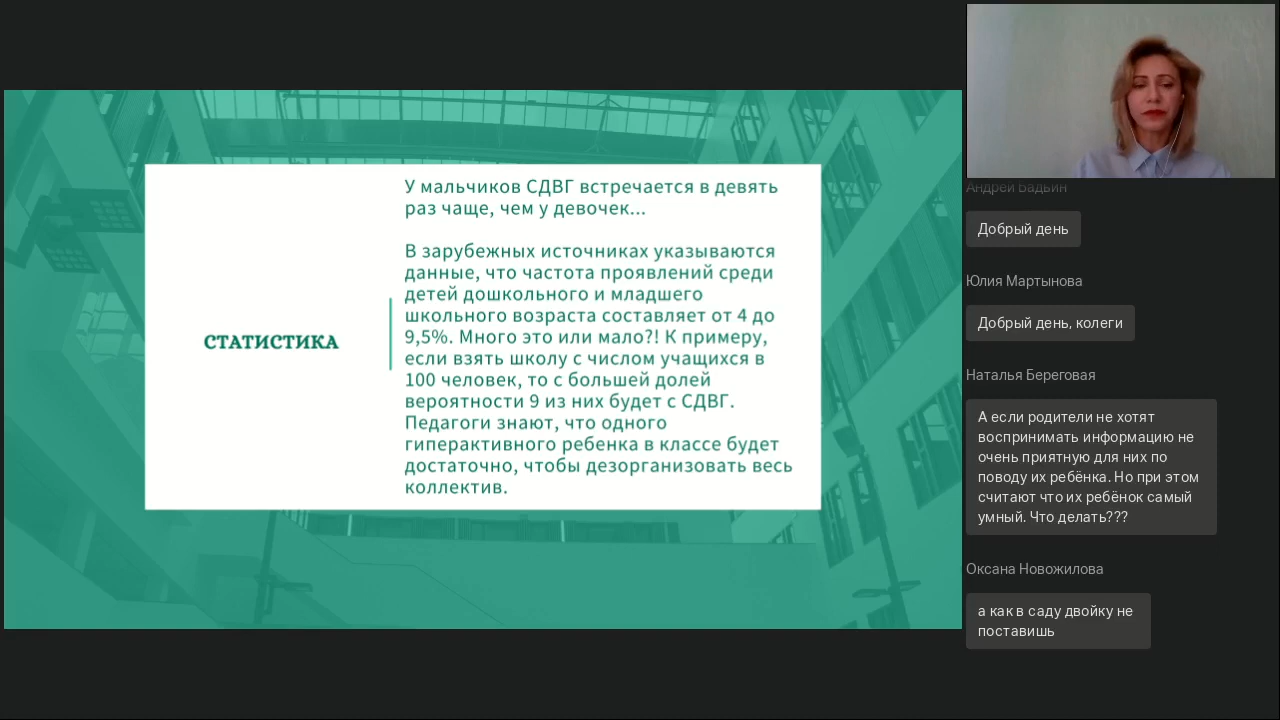 СТАТИСТИКА
У мальчиков СДВГ встречается в девять
раз чаще, чем у девочек...
В зарубежных источниках указываются
данные, что частота проявлений среди
детей дошкольного и младшего
школьного возраста составляет от 4 до
9,5%. Много это или мало?! К примеру,
если взять школу с числом учащихся в
100 человек, то с большей долей
вероятности 9 из них будет с СДВГ.
Педагоги знают, что одного
гиперактивного ребенка в классе будет
достаточно, чтобы дезорганизовать весь
коллектив.
Андрей Бадьин
Добрый день
Юлия Мартынова
Добрый день, колеги
Наталья Береговая
А если родители не хотят
воспринимать информацию не
очень приятную для них по
поводу их ребёнка. Но при этом
считают что их ребёнок самый
умный. Что делать???
Оксана Новожилова
а как в саду двойку не
поставишь